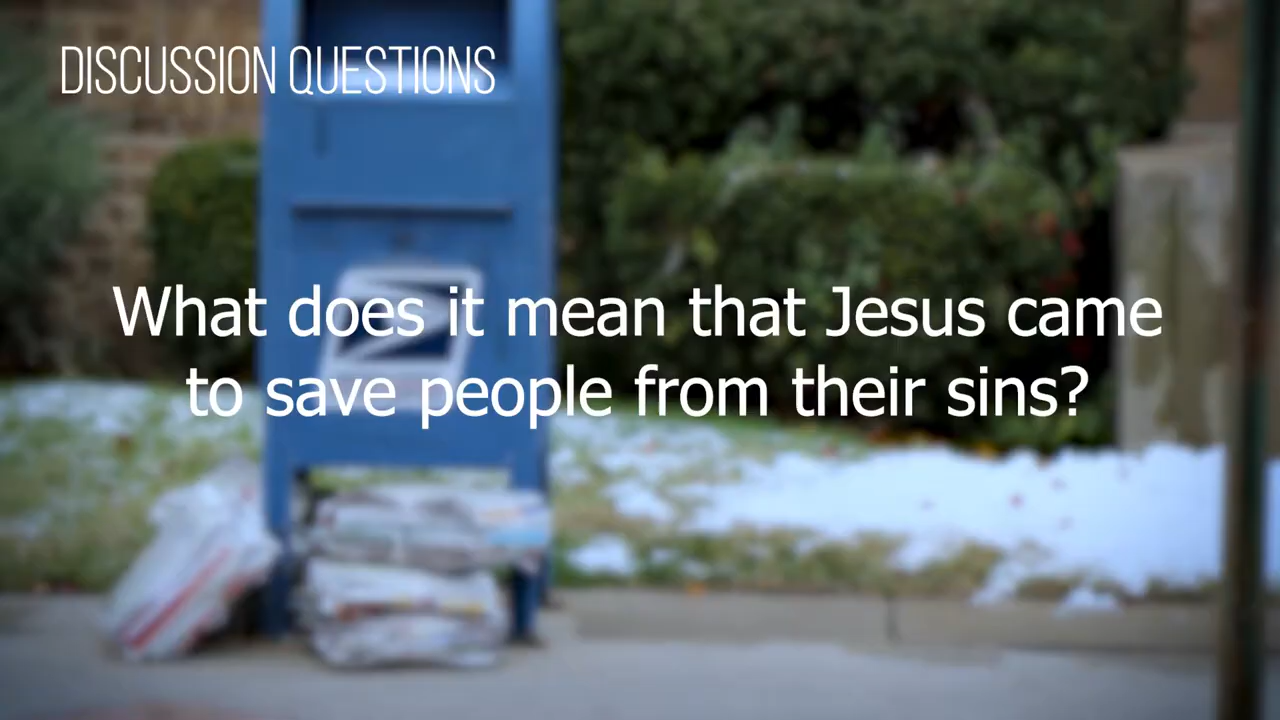 DISCUSSION QUESTIONS
What does it mean that Jesus came
to save people from their sins?